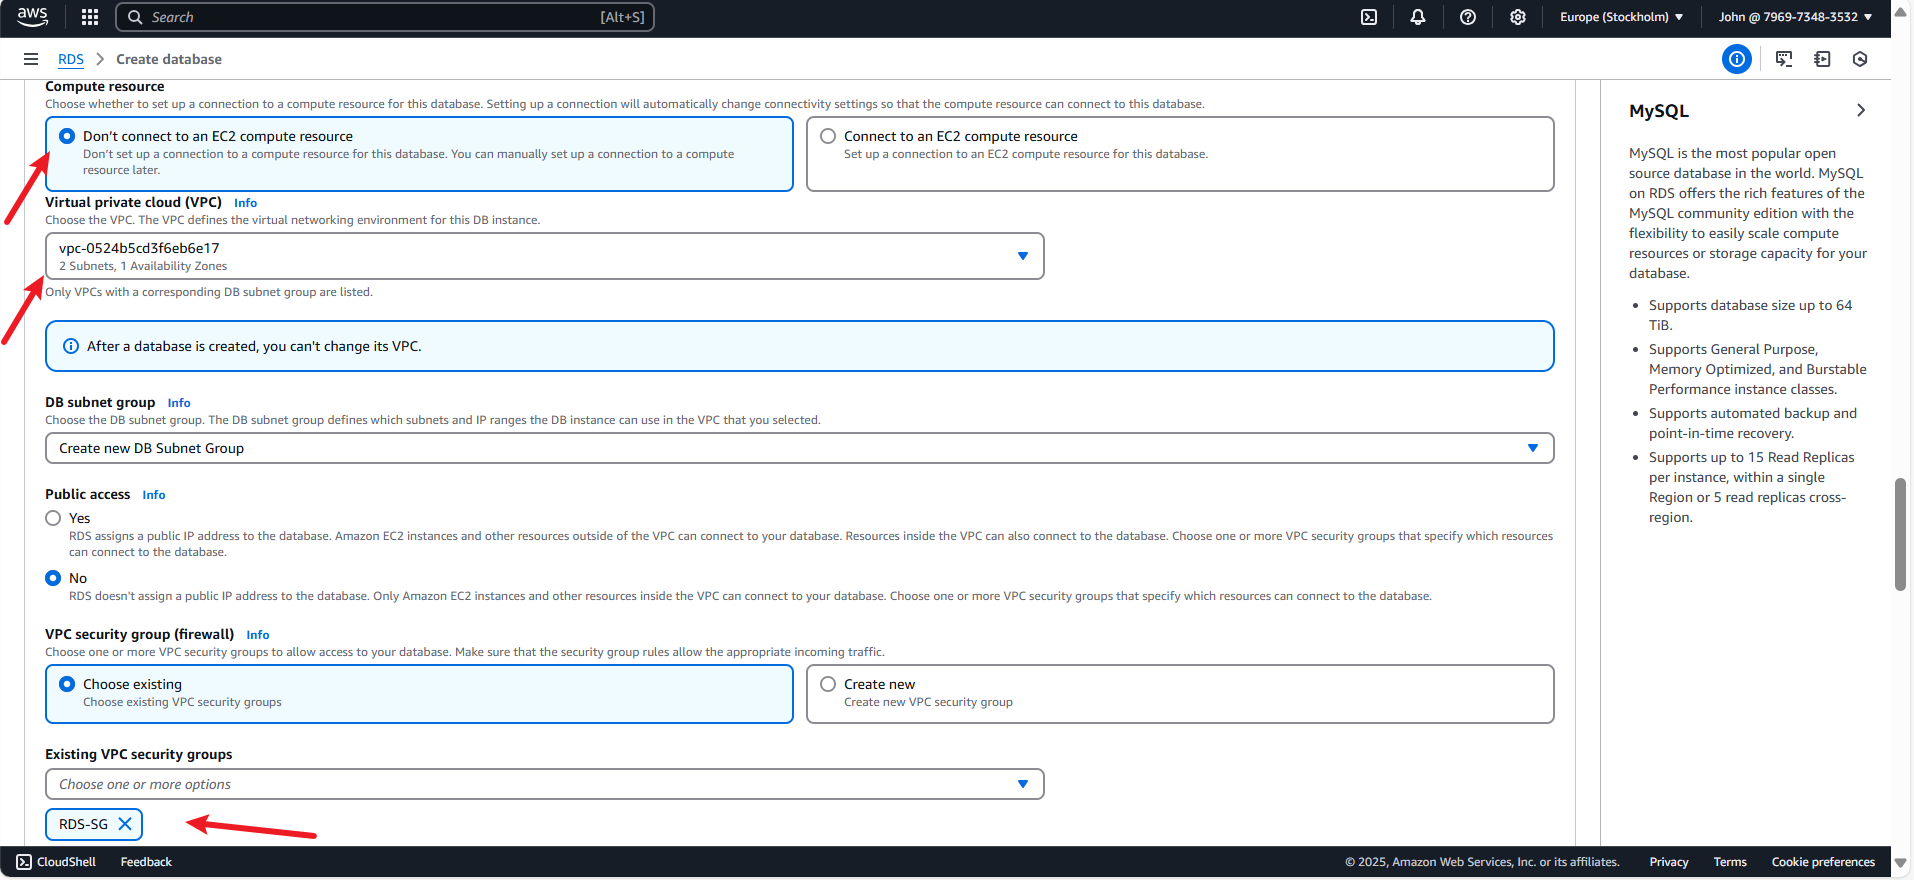 aws
Search [Alt+S]
Europe (Stockholm)
John @ 7969-7348-3532
RDS
Create database
Compute resource
Choose whether to set up a connection to a compute resource for this database. Setting up a connection will automatically change connectivity settings so that the compute resource can connect to this database.
Don't connect to an EC2 compute resource
Don't set up a connection to a compute resource for this database. You can manually set up a connection to a compute
resource later.
Connect to an EC2 compute resource
Set up a connection to an EC2 compute resource for this database.
Virtual private cloud (VPC) Info
Choose the VPC. The VPC defines the virtual networking environment for this DB instance.
vpc-0524b5cd3f6eb6e17
2 Subnets, 1 Availability Zones
Only VPCs with a corresponding DB subnet group are listed.
After a database is created, you can't change its VPC.
DB subnet group Info
Choose the DB subnet group. The DB subnet group defines which subnets and IP ranges the DB instance can use in the VPC that you selected.
Create new DB Subnet Group
Public access Info
Yes
RDS assigns a public IP address to the database. Amazon EC2 instances and other resources outside of the VPC can connect to your database. Resources inside the VPC can also connect to the database. Choose one or more VPC security groups that specify which resources
can connect to the database.
No
RDS doesn't assign a public IP address to the database. Only Amazon EC2 instances and other resources inside the VPC can connect to your database. Choose one or more VPC security groups that specify which resources can connect to the database.
VPC security group (firewall) Info
Choose one or more VPC security groups to allow access to your database. Make sure that the security group rules allow the appropriate incoming traffic.
Choose existing
Choose existing VPC security groups
Create new
Create new VPC security group
Existing VPC security groups
Choose one or more options
RDS-SG
MySQL
MySQL is the most popular open
source database in the world. MySQL
on RDS offers the rich features of the
MySQL community edition with the
flexibility to easily scale compute
resources or storage capacity for your
database.
• Supports database size up to 64
TiB.
• Supports General Purpose,
Memory Optimized, and Burstable
Performance instance classes.
• Supports automated backup and
point-in-time recovery.
• Supports up to 15 Read Replicas
per instance, within a single
Region or 5 read replicas cross-
region.
CloudShell
Feedback
© 2025, Amazon Web Services, Inc. or its affiliates.
Privacy
Terms
Cookie preferences